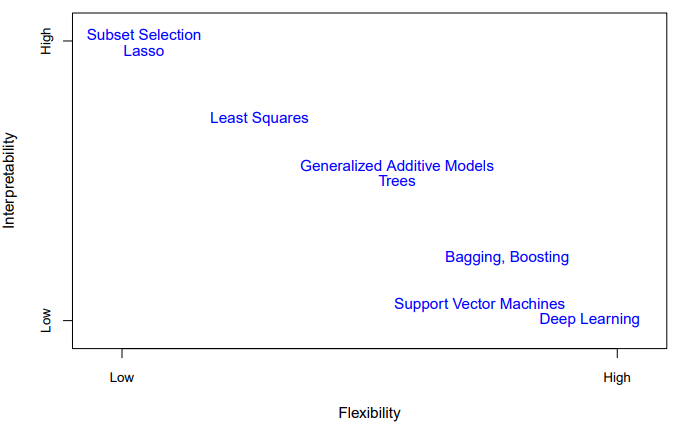 High
Subset Selection
Lasso
Least Squares
Generalized Additive Models
Trees
Interpretability
Bagging, Boosting
Support Vector Machines
Deep Learning
Low
Low
High
Flexibility